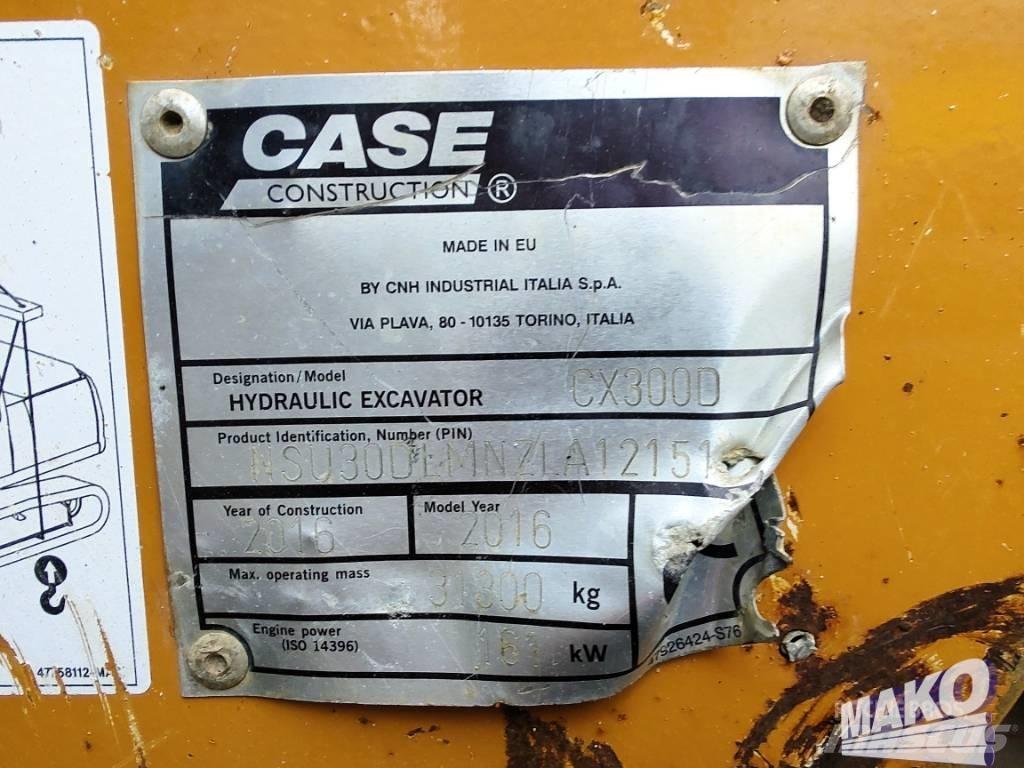 CASE
CONSTRUCTION ®
MADE IN EU
BY CNH INDUSTRIAL ITALIA S.p.A.
VIA PLAVA, 80 - 10135 TORINO, ITALIA
Designation/Model
HYDRAULIC EXCAVATOR CX300D
Product Identification, Number (PIN)
NSU30DLMNZLA12151
Year of Construction Model Year
2016 2016
Max. operating mass 31300 kg
Engine power
(ISO 14396) kW
MAKO